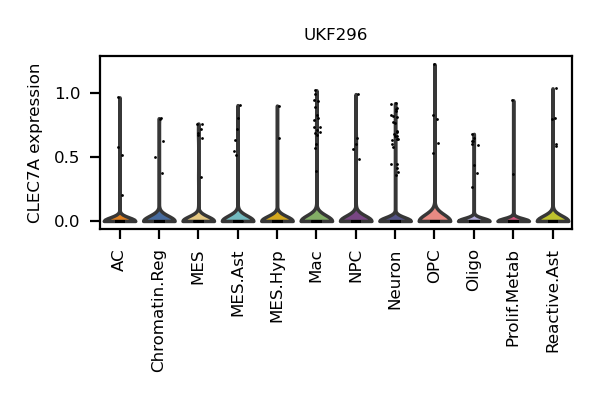 UKF296
CLEC7A expression
1.0
0.5
0.0
AC
Chromatin.Reg
MES
MES.Ast
MES.Hyp
Mac
NPC
Neuron
OPC
Oligo
Prolif.Metab
Reactive.Ast